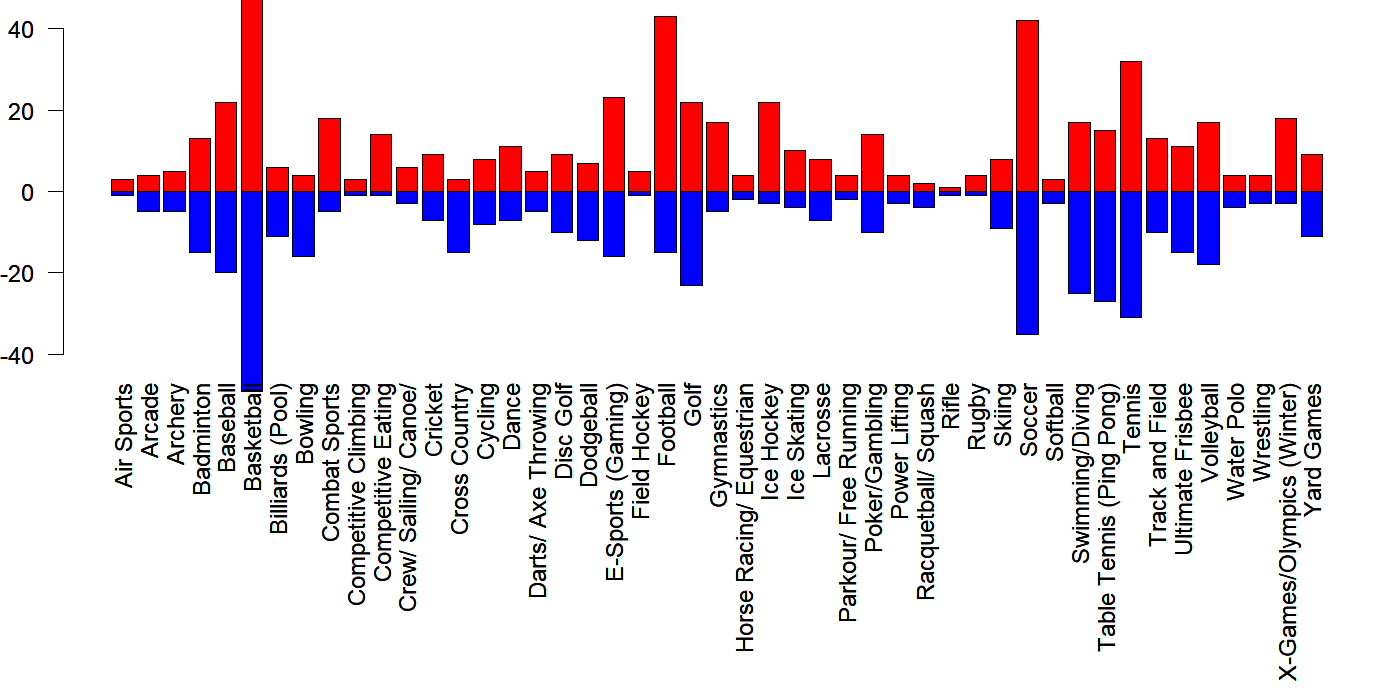 40
20
0
-20
-40
Air Sports
Arcade
Archery
Badminton
Baseball
Basketball
Billiards (Pool)
Bowling
Combat Sports
Competitive Climbing
Competitive Eating
Crew/ Sailing/ Canoe/
Cricket
Cross Country
Cycling
Dance
Darts/ Axe Throwing
Disc Golf
Dodgeball
E-Sports (Gaming)
Field Hockey
Football
Golf
Gymnastics
Horse Racing/ Equestrian
Ice Hockey
Ice Skating
Lacrosse
Parkour/ Free Running
Poker/Gambling
Power Lifting
Racquetball/ Squash
Rifle
Rugby
Skiing
Soccer
Softball
Swimming/Diving
Table Tennis (Ping Pong)
Tennis
Track and Field
Ultimate Frisbee
Volleyball
Water Polo
Wrestling
X-Games/Olympics (Winter)
Yard Games